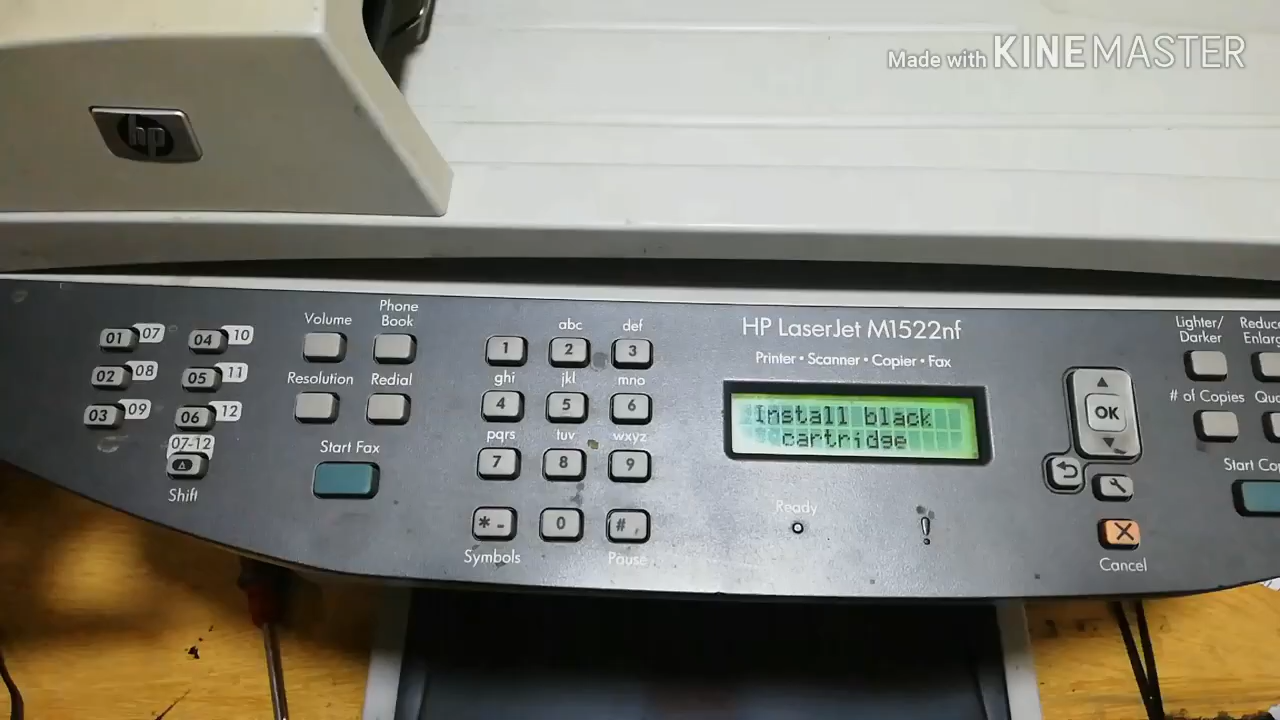 Made with KINEMASTER
hp
HP LaserJet M1522nf
Printer • Scanner • Copier • Fax
Install black
cartridge
Ready
!
01 07
02 08
03 09
04 10
05 11
06 12
07-12
Shift
Volume
Phone
Book
Resolution
Redial
Start Fax
1
abc
2
def
3
ghi
4
jkl
5
mno
6
pqrs
7
tuv
8
wxyz
9
* -
Symbols
0
# ,
Pause
OK
Cancel
Lighter/
Darker
# of Copies
Start